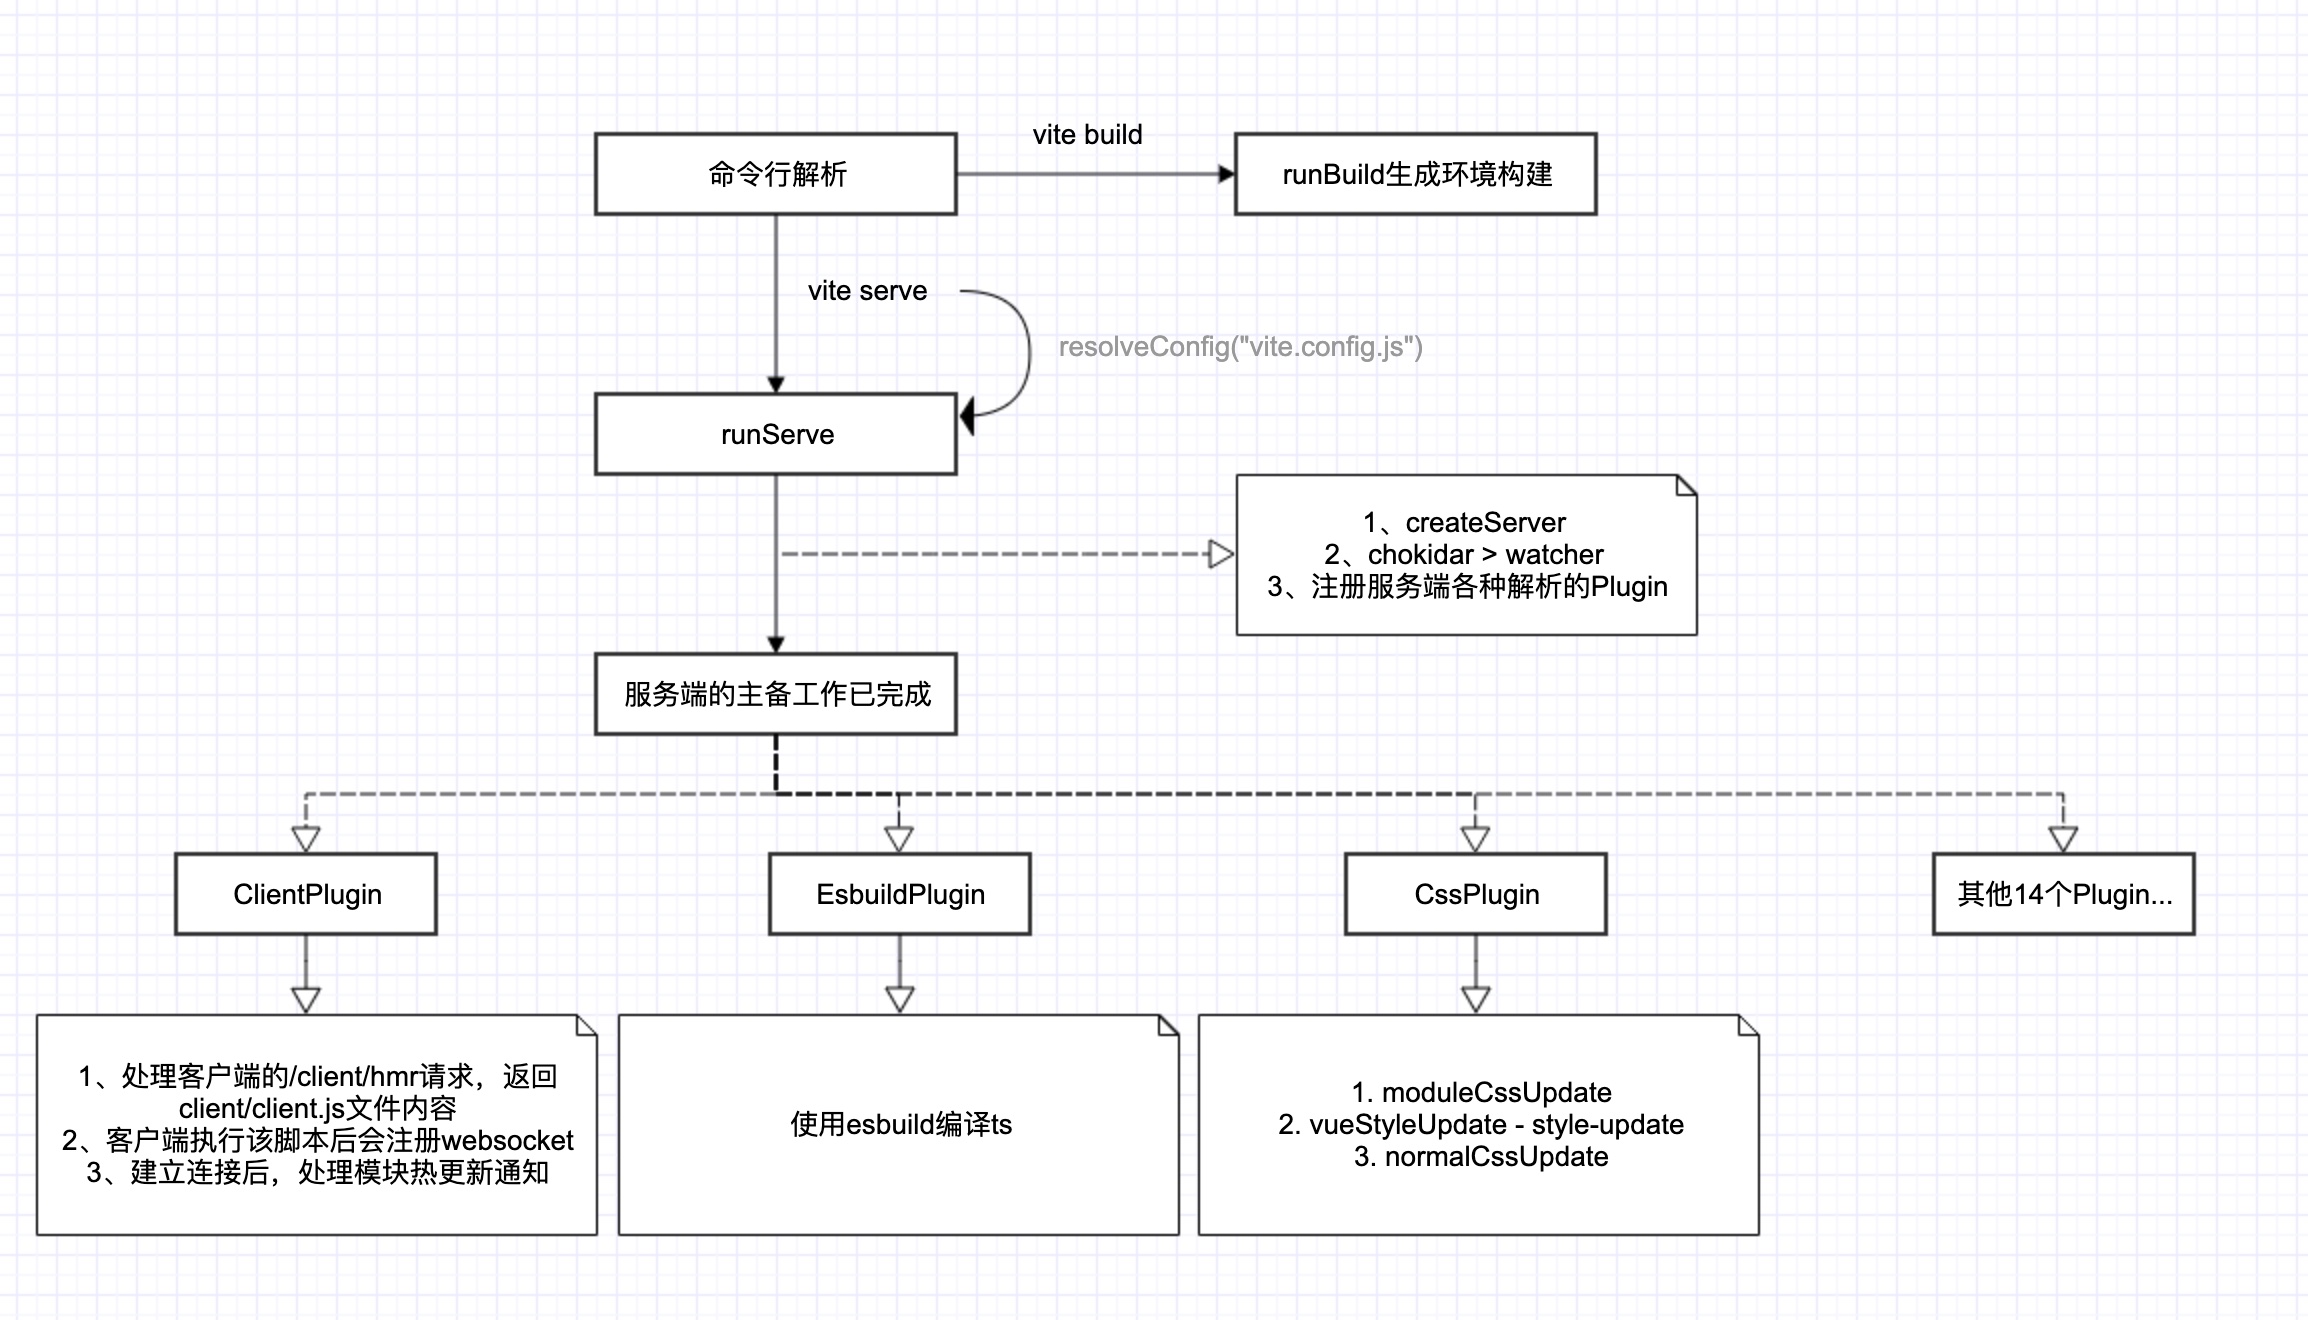 vite build
命令行解析
runBuild生成环境构建
vite serve
resolveConfig("vite.config.js")
runServe
1、createServer
2、chokidar > watcher
3、注册服务端各种解析的Plugin
服务端的主备工作已完成
ClientPlugin
EsbuildPlugin
CssPlugin
其他14个Plugin...
1、处理客户端的/client/hmr请求，返回
client/client.js文件内容
2、客户端执行该脚本后会注册websocket
3、建立连接后，处理模块热更新通知
使用esbuild编译ts
1. moduleCssUpdate
2. vueStyleUpdate - style-update
3. normalCssUpdate